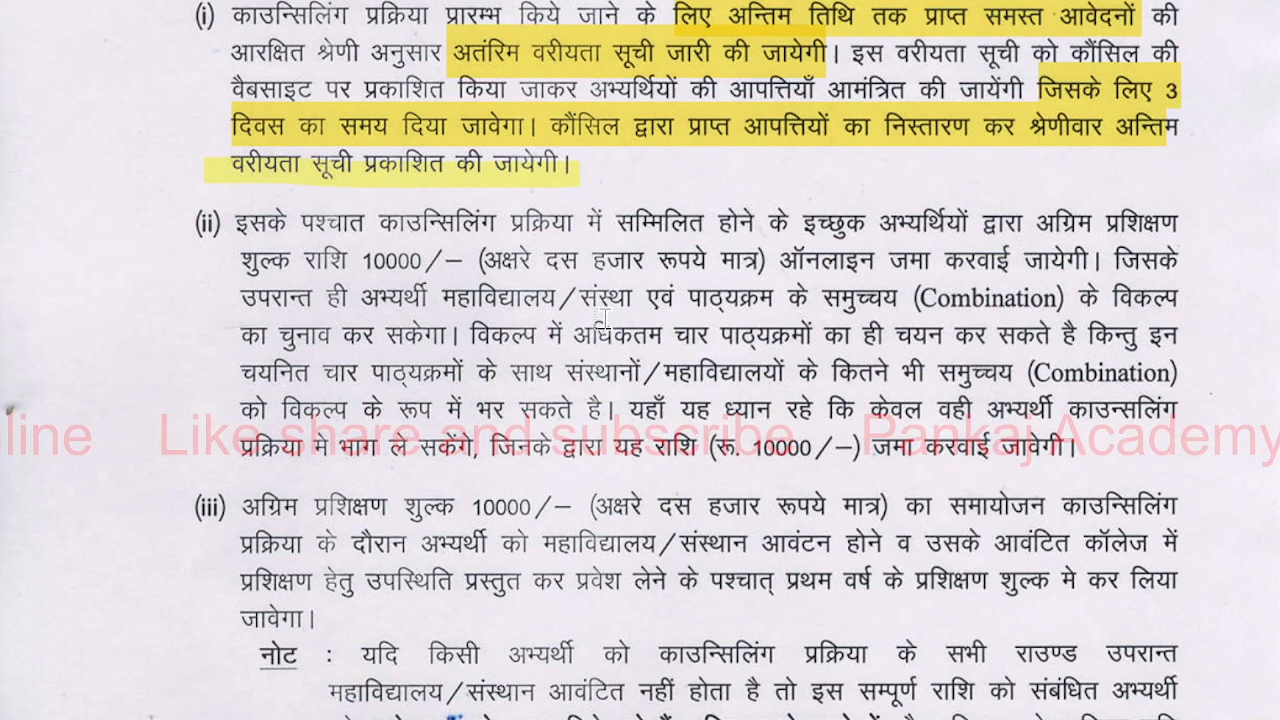 (i) काउन्सिलिंग प्रक्रिया प्रारम्भ किये जाने के लिए अन्तिम तिथि तक प्राप्त समस्त आवेदनों की
आरक्षित श्रेणी अनुसार अतंरिम वरीयता सूची जारी की जायेगी। इस वरीयता सूची को कौंसिल की
वैबसाइट पर प्रकाशित किया जाकर अभ्यर्थियों की आपत्तियाँ आमंत्रित की जायेंगी जिसके लिए 3
दिवस का समय दिया जावेगा। कौंसिल द्वारा प्राप्त आपत्तियों का निस्तारण कर श्रेणीवार अन्तिम
वरीयता सूची प्रकाशित की जायेगी।
(ii) इसके पश्चात काउन्सिलिंग प्रक्रिया में सम्मिलित होने के इच्छुक अभ्यर्थियों द्वारा अग्रिम प्रशिक्षण
शुल्क राशि 10000/– (अक्षरे दस हजार रूपये मात्र) ऑनलाइन जमा करवाई जायेगी। जिसके
उपरान्त ही अभ्यर्थी महाविद्यालय/संस्था एवं पाठ्यक्रम के समुच्चय (Combination) के विकल्प
का चुनाव कर सकेगा। विकल्प में अधिकतम चार पाठ्यक्रमों का ही चयन कर सकते है किन्तु इन
चयनित चार पाठ्यक्रमों के साथ संस्थानों/महाविद्यालयों के कितने भी समुच्चय (Combination)
को विकल्प के रूप में भर सकते है। यहाँ यह ध्यान रहे कि केवल वही अभ्यर्थी काउन्सलिंग
nline Like share and subscribe Pankaj Academy
प्रक्रिया मे भाग ले सकेंगे, जिनके द्वारा यह राशि (रू. 10000/–) जमा करवाई जावेगी।
(iii) अग्रिम प्रशिक्षण शुल्क 10000/– (अक्षरे दस हजार रूपये मात्र) का समायोजन काउन्सिलिंग
प्रक्रिया के दौरान अभ्यर्थी को महाविद्यालय/संस्थान आवंटन होने व उसके आवंटित कॉलेज में
प्रशिक्षण हेतु उपस्थिति प्रस्तुत कर प्रवेश लेने के पश्चात् प्रथम वर्ष के प्रशिक्षण शुल्क मे कर लिया
जावेगा।
नोट : यदि किसी अभ्यर्थी को काउन्सिलिंग प्रक्रिया के सभी राउण्ड उपरान्त
महाविद्यालय/संस्थान आवंटित नहीं होता है तो इस सम्पूर्ण राशि को संबंधित अभ्यर्थी